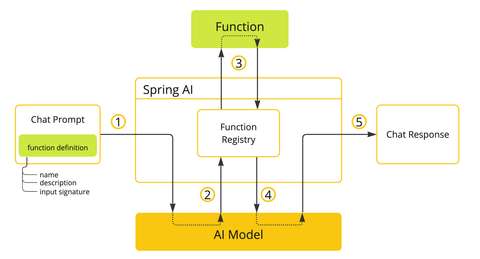 Function
3
Spring AI
Chat Prompt
function definition
name
description
input signature
1
Function
Registry
5
Chat Response
2
4
AI Model